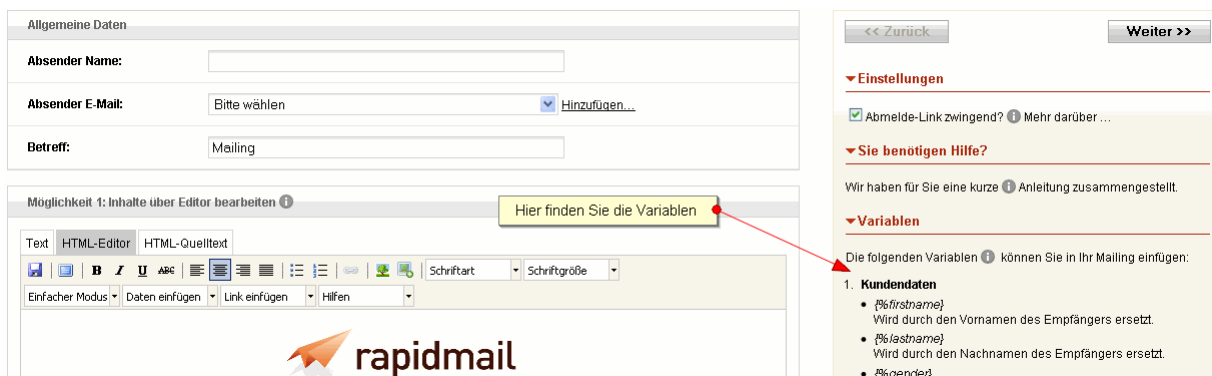 Allgemeine Daten
Absender Name:
Absender E-Mail: Bitte wählen Hinzufügen...
Betreff: Mailing
Möglichkeit 1: Inhalte über Editor bearbeiten i
Hier finden Sie die Variablen
Text HTML-Editor HTML-Quelltext
B I U ABC Schriftart Schriftgröße
Einfacher Modus Daten einfügen Link einfügen Hilfen
rapidmail
<< Zurück Weiter >>
Einstellungen
Abmelde-Link zwingend? i Mehr darüber ...
Sie benötigen Hilfe?
Wir haben für Sie eine kurze i Anleitung zusammengestellt.
Variablen
Die folgenden Variablen i können Sie in Ihr Mailing einfügen:
1. Kundendaten
• {%firstname}
Wird durch den Vornamen des Empfängers ersetzt.
• {%lastname}
Wird durch den Nachnamen des Empfängers ersetzt.
• {%gender}